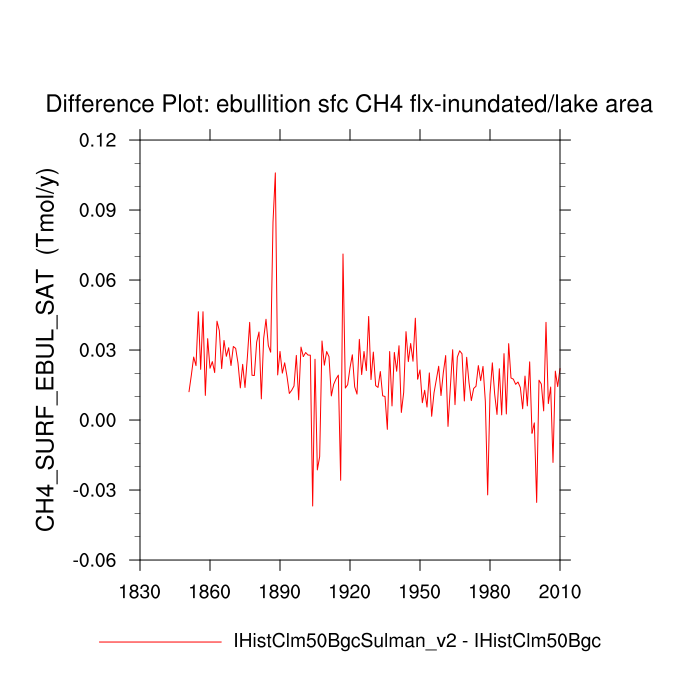 Difference Plot: ebullition sfc CH4 flx-inundated/lake area
CH4_SURF_EBUL_SAT (Tmol/y)
0.12
0.09
0.06
0.03
0.00
-0.03
-0.06
1830 1860 1890 1920 1950 1980 2010
IHistClm50BgcSulman_v2 - IHistClm50Bgc